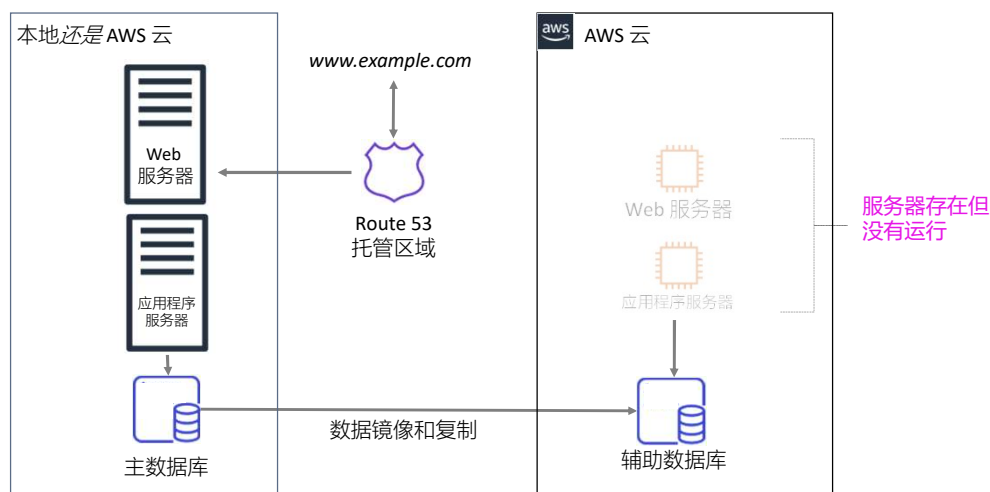 本地还是 AWS 云
aws
AWS 云
www.example.com
Web
服务器
Route 53
托管区域
Web 服务器
服务器存在但
没有运行
应用程序
服务器
应用程序服务器
数据镜像和复制
主数据库
辅助数据库